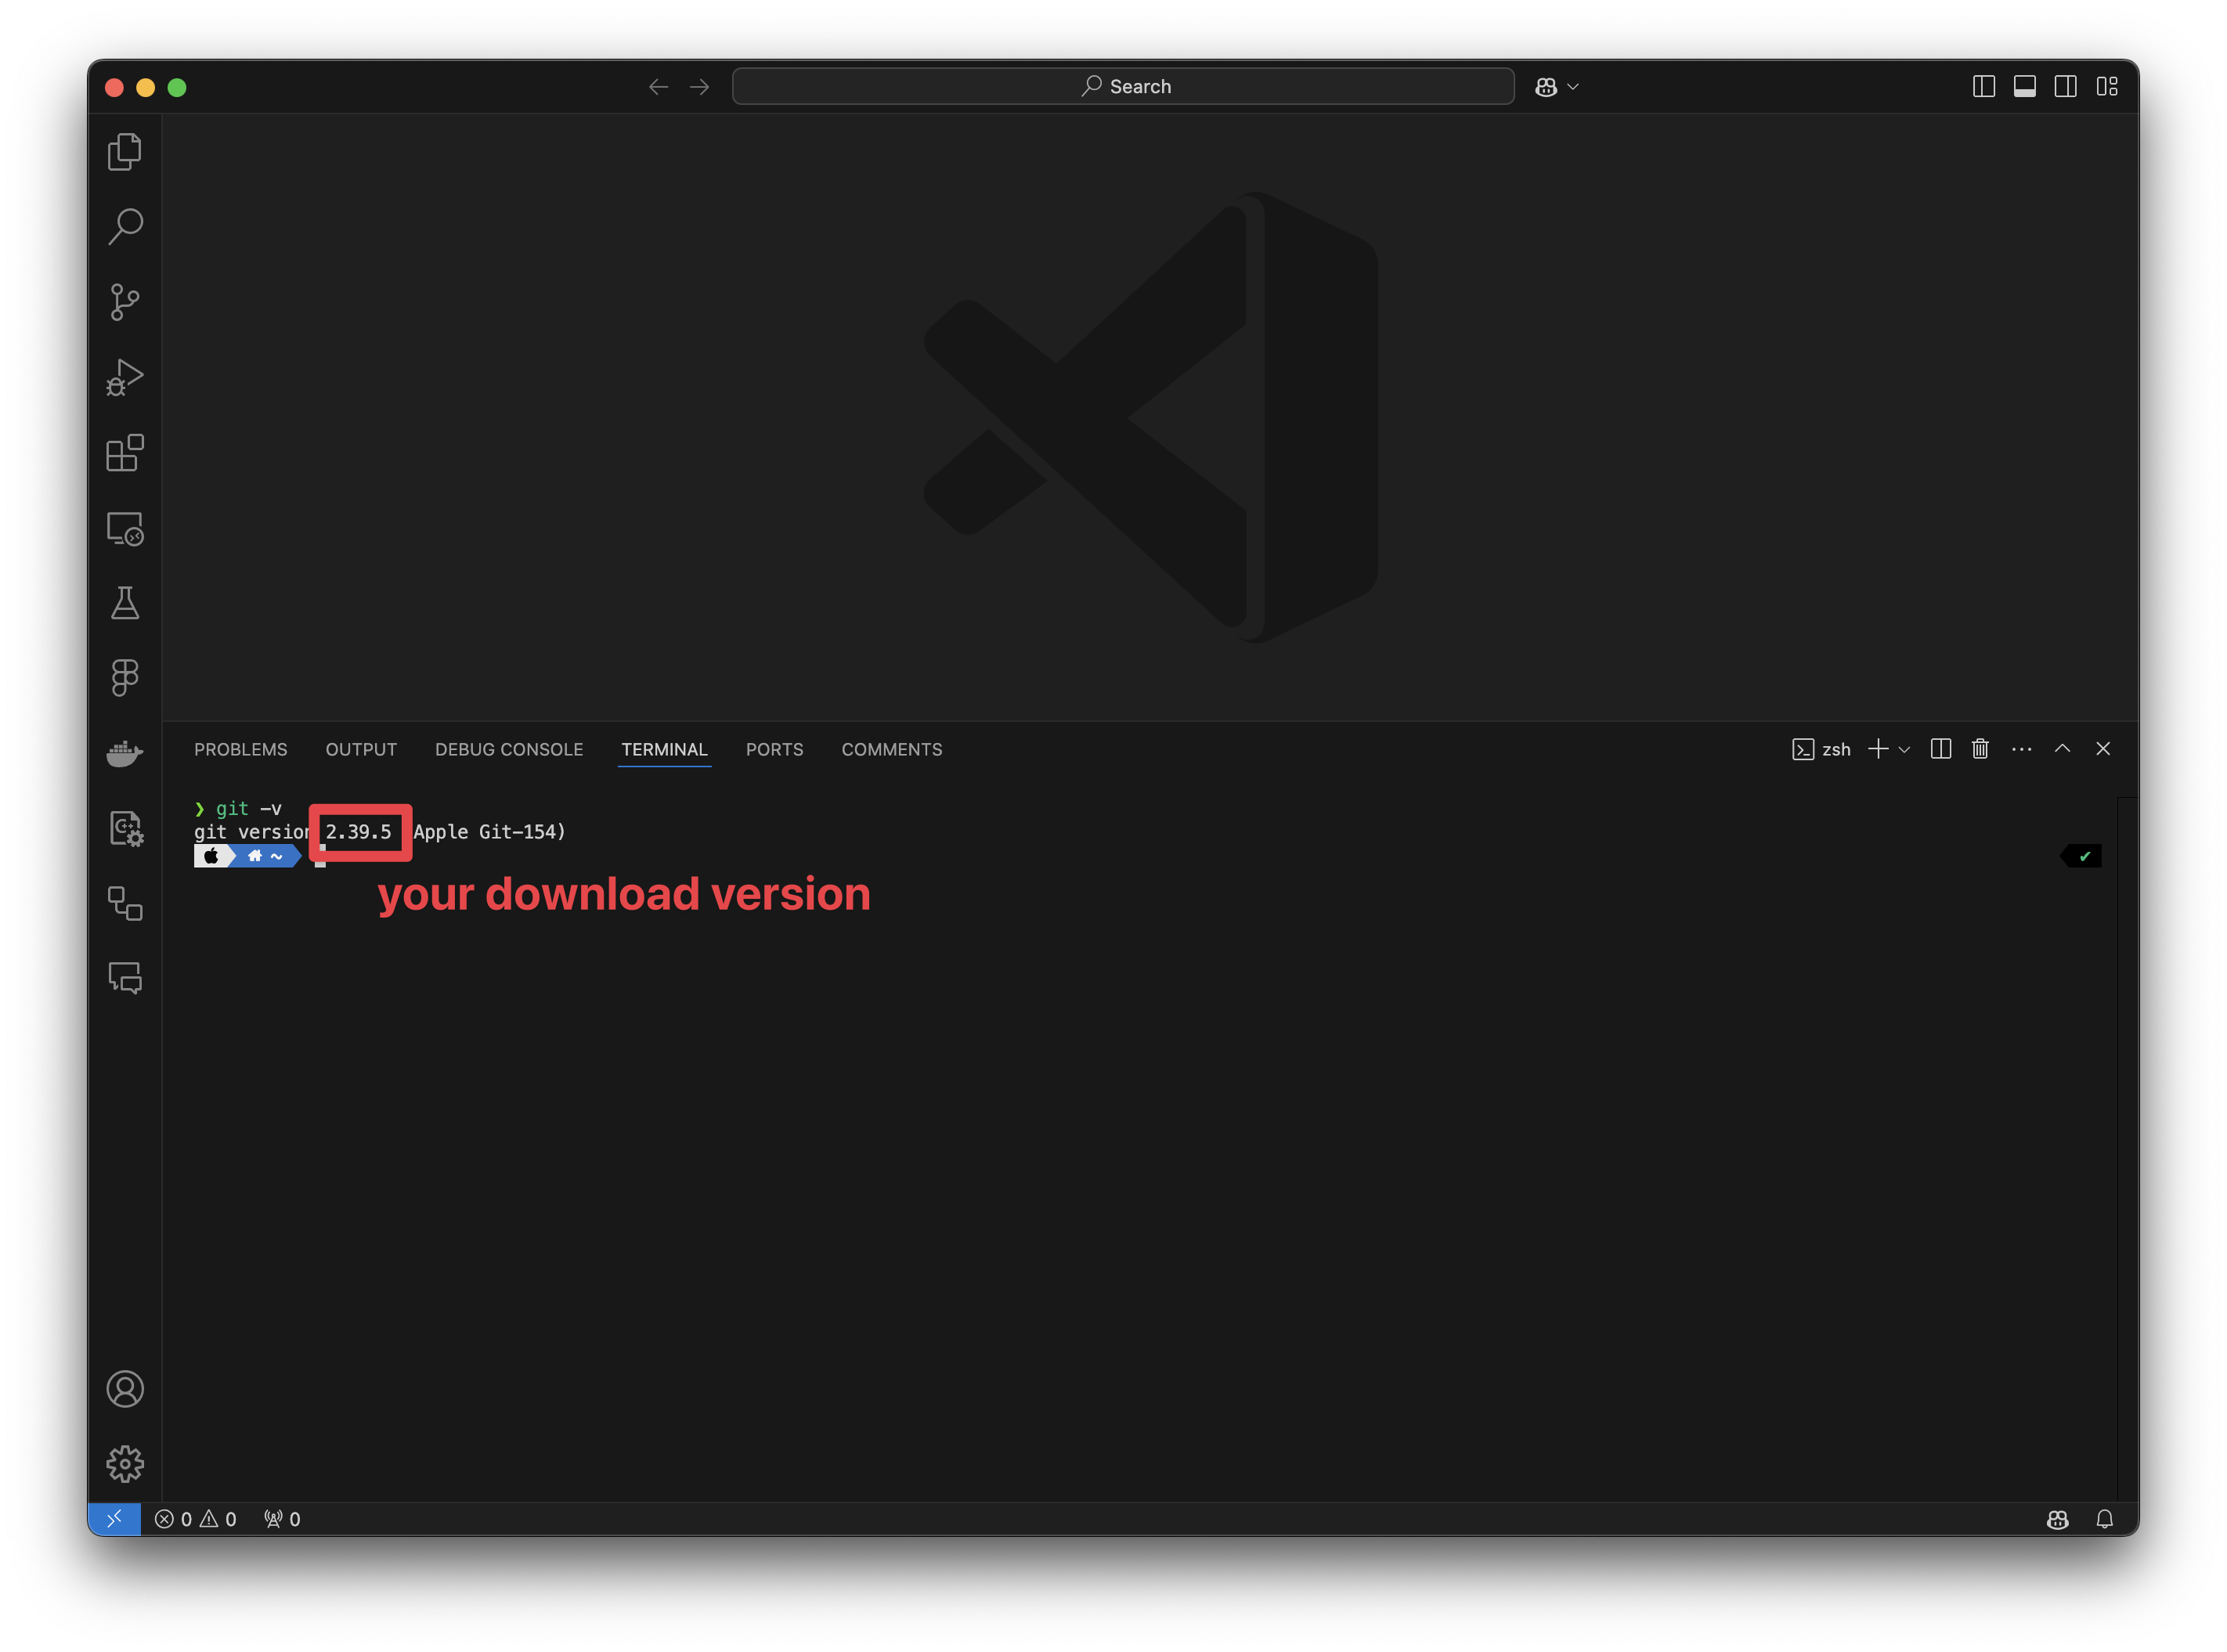 Search
PROBLEMS OUTPUT DEBUG CONSOLE TERMINAL PORTS COMMENTS zsh
❯ git -v
git version 2.39.5 Apple Git-154)
~ ✔
your download version
0 0 0